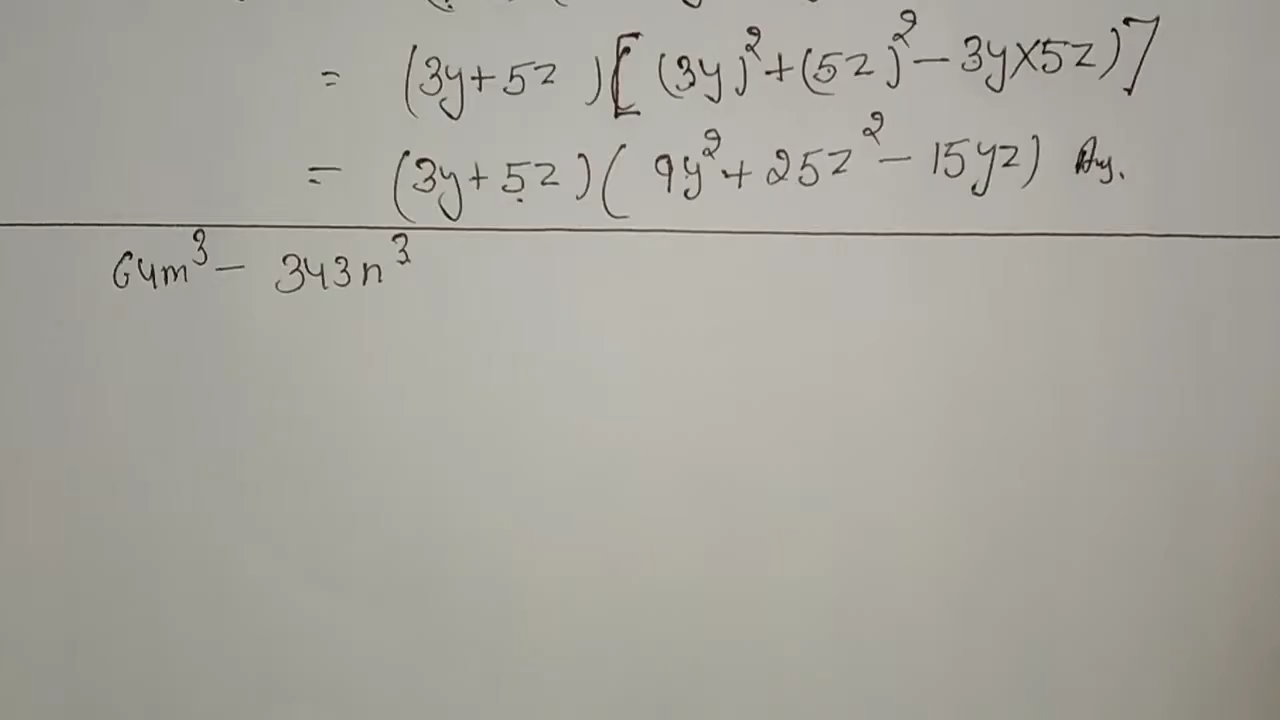 = (3y+5z)[(3y)²+(5z)²-3y×5z)]
= (3y+5z)(9y²+25z²-15yz) Ans.
64m³- 343n³